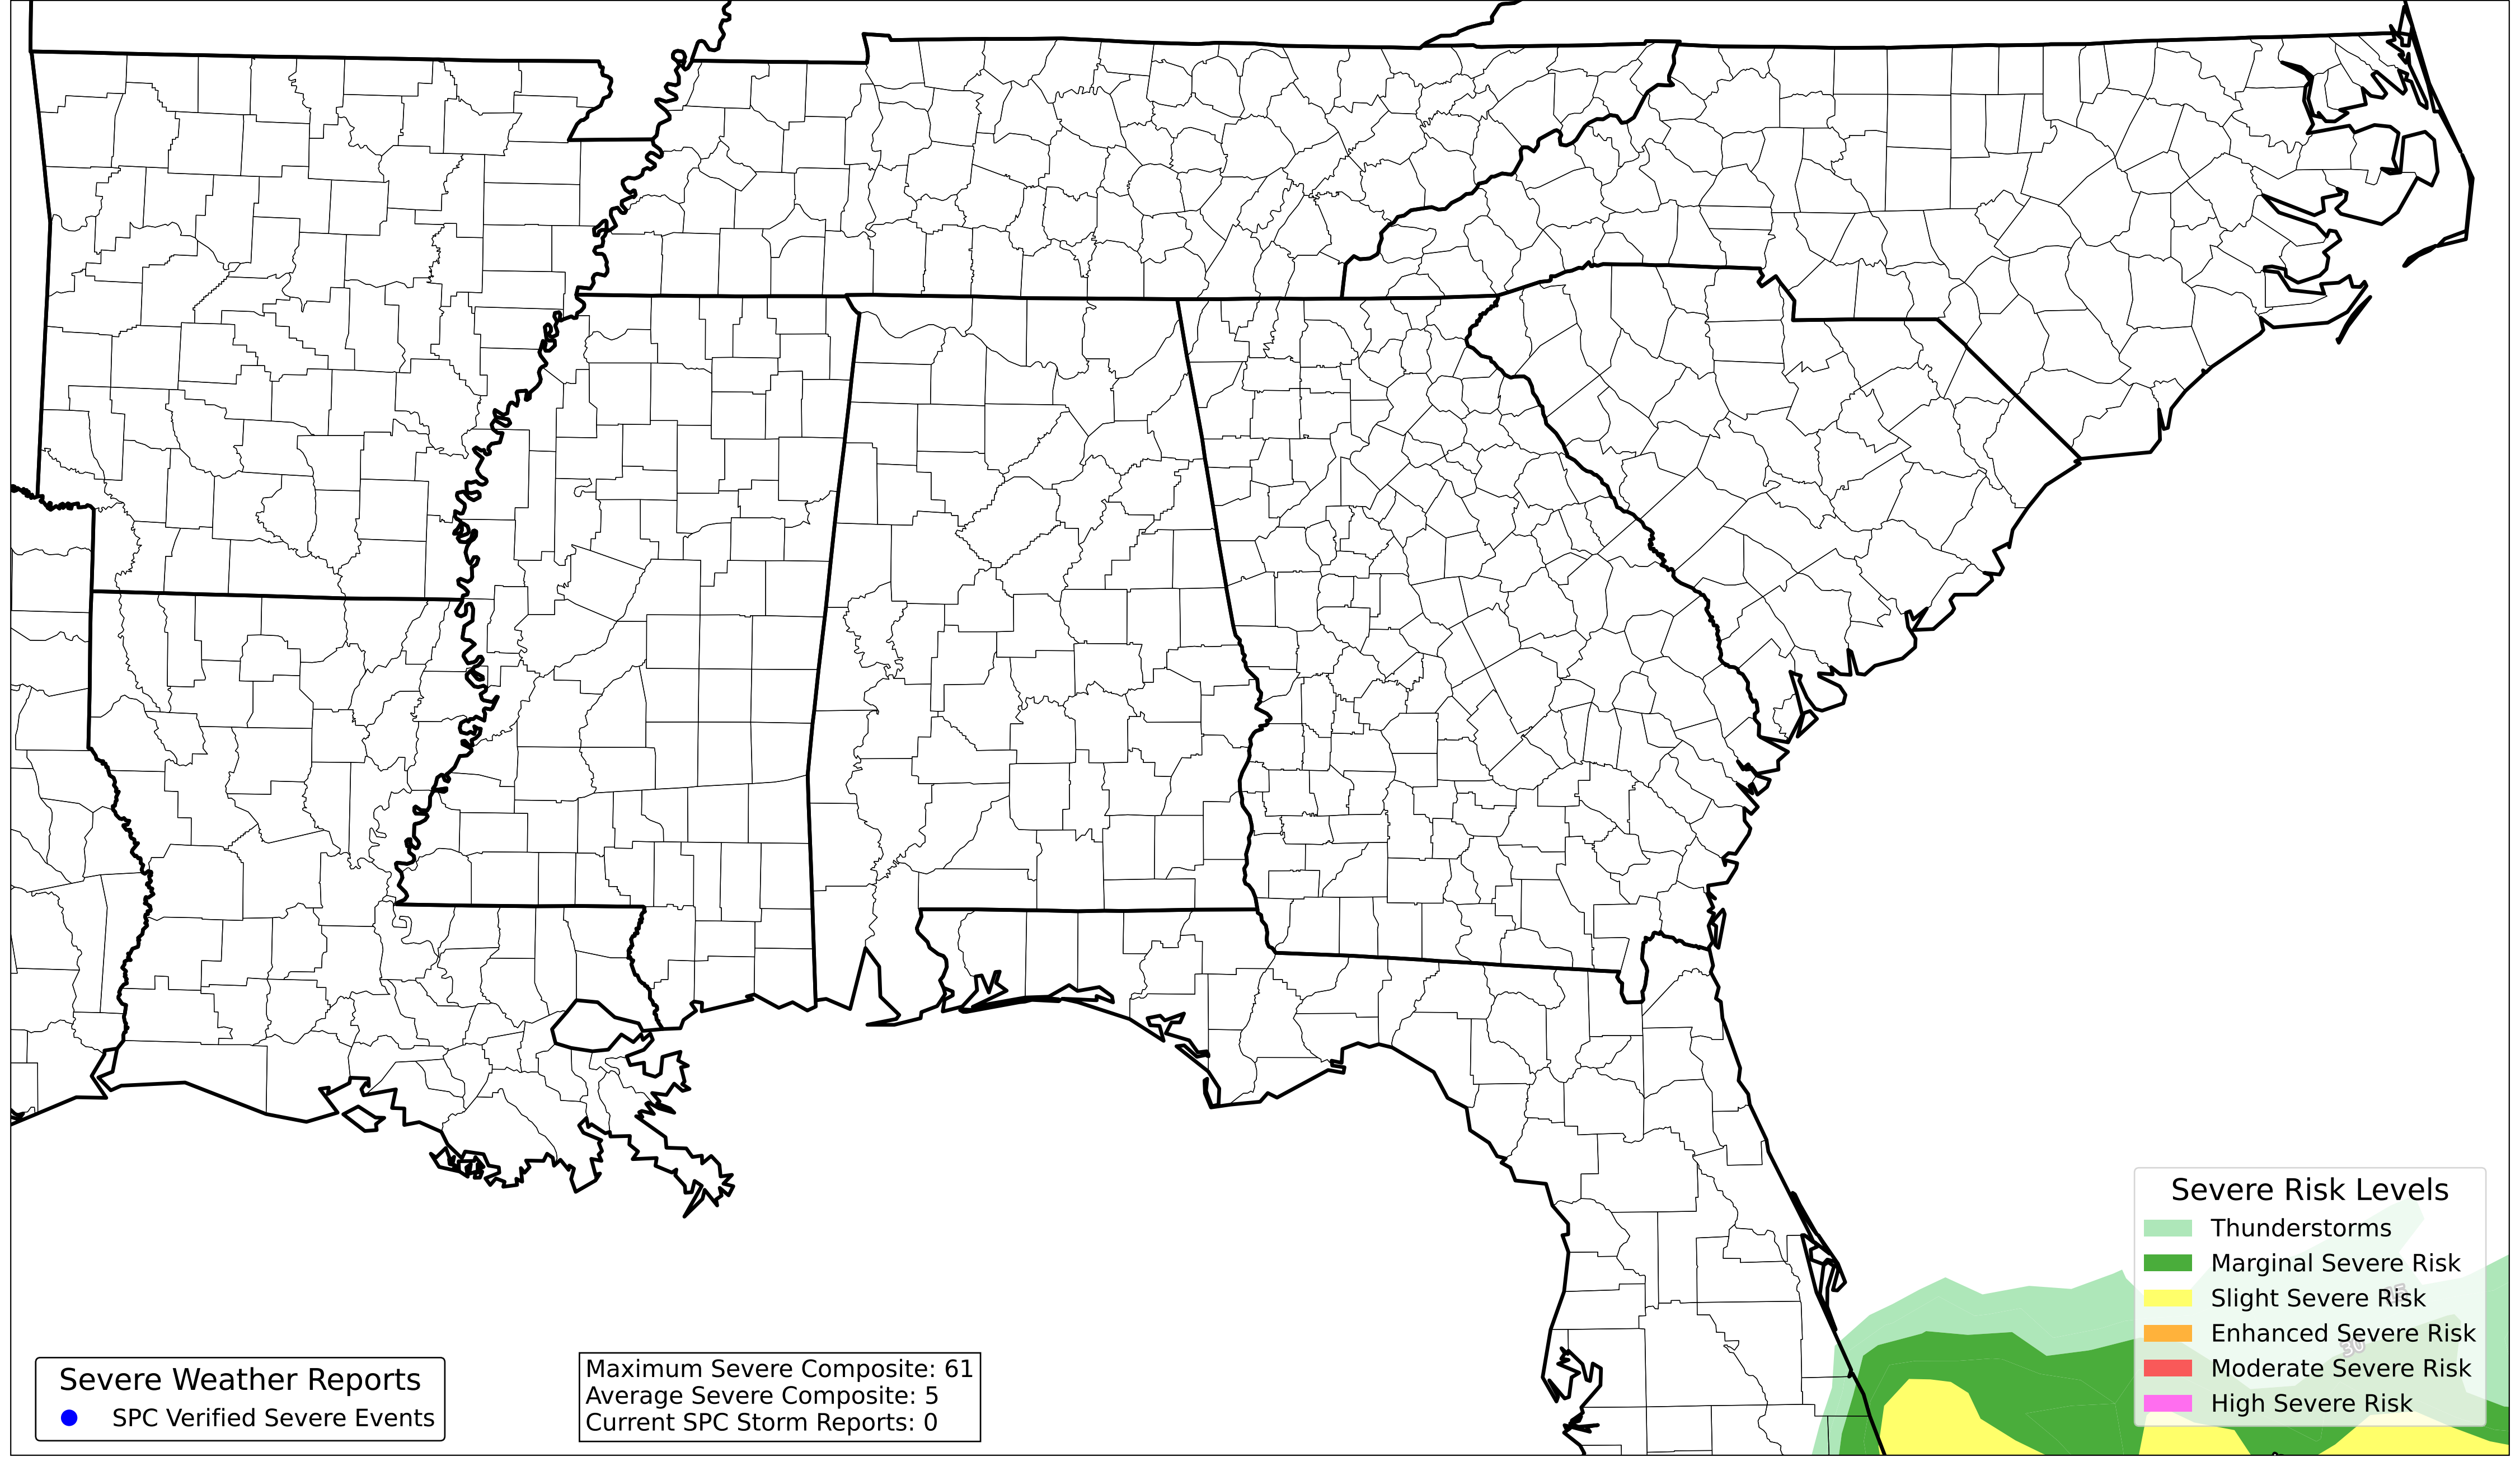 Severe Risk Levels
Thunderstorms
Marginal Severe Risk
Slight Severe Risk
Enhanced Severe Risk
Moderate Severe Risk
High Severe Risk
30
Severe Weather Reports
SPC Verified Severe Events
Maximum Severe Composite: 61
Average Severe Composite: 5
Current SPC Storm Reports: 0